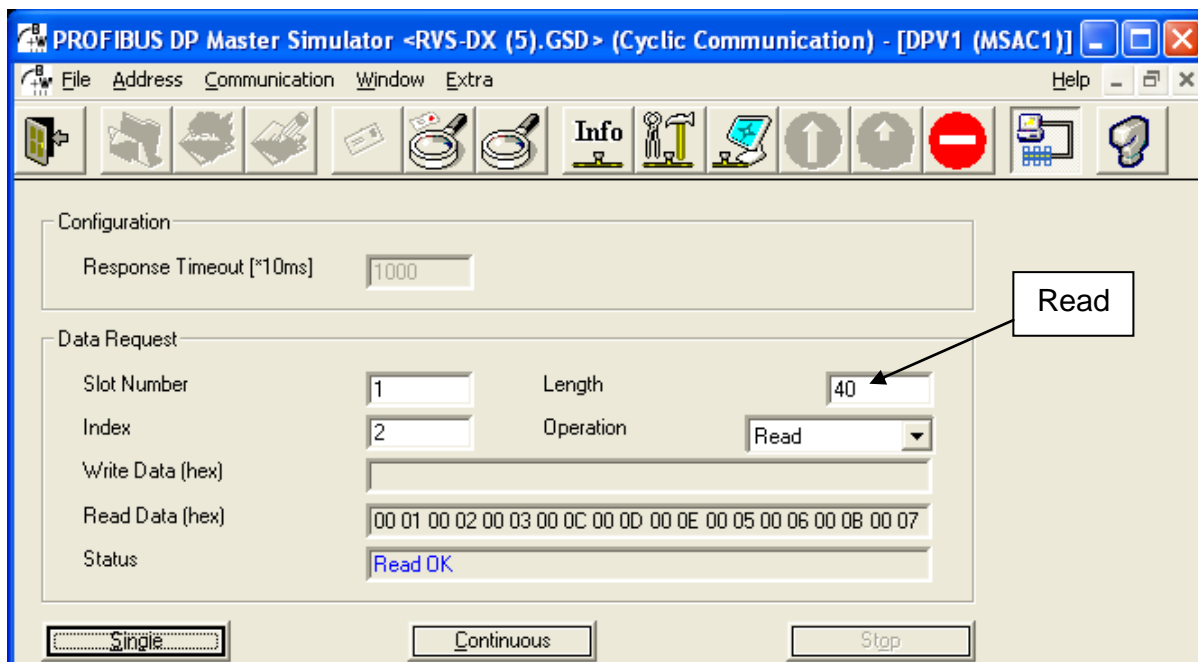 PROFIBUS DP Master Simulator <RVS-DX (5).GSD> (Cyclic Communication) - [DPV1 (MSAC1)]
File Address Communication Window Extra Help
Info
Configuration
Response Timeout [*10ms] 1000
Read
Data Request
Slot Number 1 Length 40
Index 2 Operation Read
Write Data (hex)
Read Data (hex) 00 01 00 02 00 03 00 0C 00 0D 00 0E 00 05 00 06 00 0B 00 07
Status Read OK
Single Continuous Stop